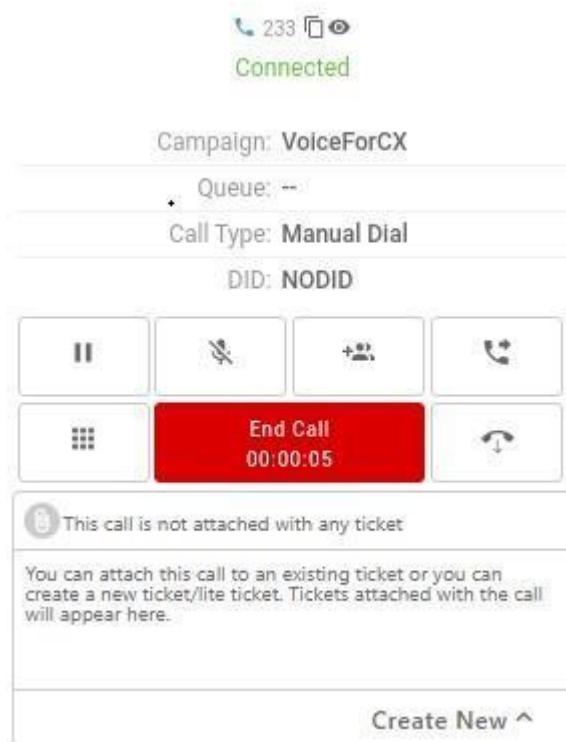 233
Connected
Campaign: VoiceForCX
Queue: --
Call Type: Manual Dial
DID: NODID
End Call
00:00:05
This call is not attached with any ticket
You can attach this call to an existing ticket or you can
create a new ticket/lite ticket. Tickets attached with the call
will appear here.
Create New